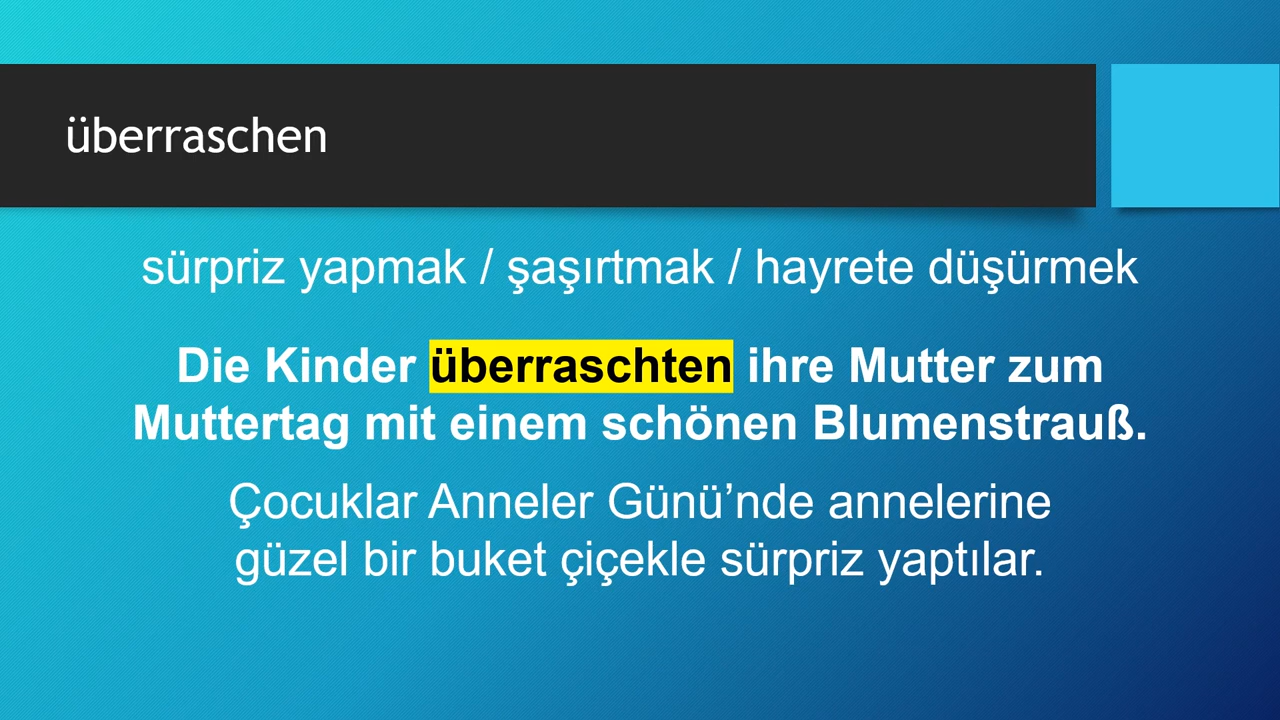 überraschen
sürpriz yapmak / şaşırtmak / hayrete düşürmek
Die Kinder überraschten ihre Mutter zum
Muttertag mit einem schönen Blumenstrauß.
Çocuklar Anneler Günü’nde annelerine
güzel bir buket çiçekle sürpriz yaptılar.